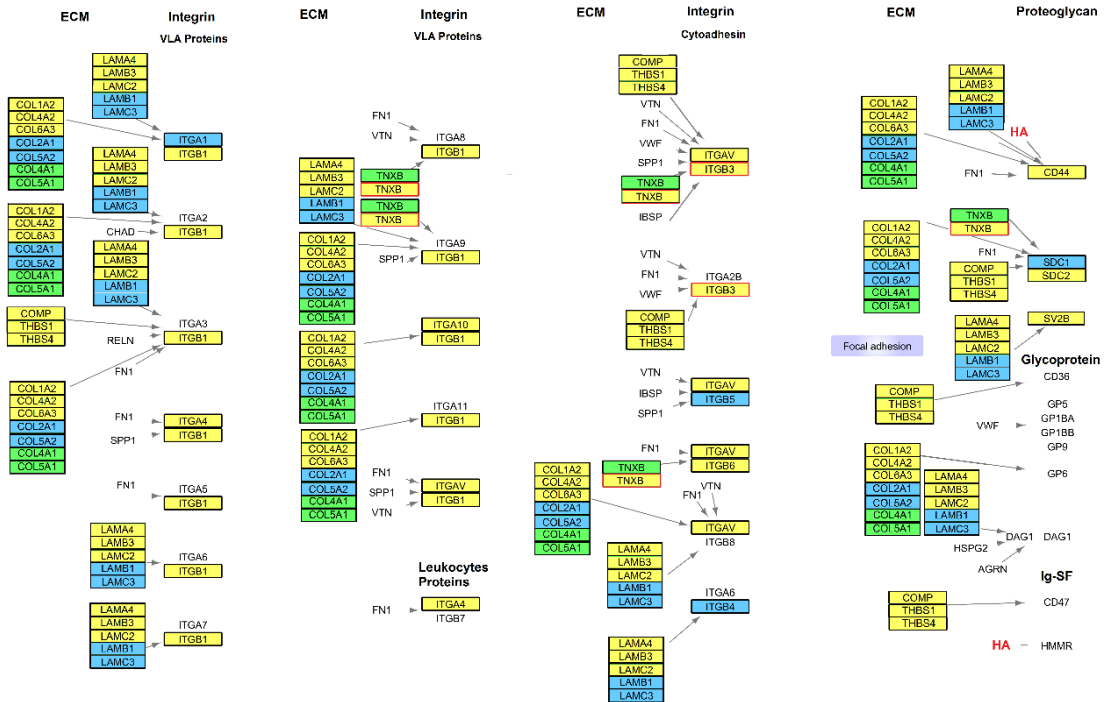 ECM
Integrin
VLA Proteins
LAMA4
LAMB3
LAMC2
LAMB1
LAMC3
COL1A2
COL4A2
COL6A3
COL2A1
COL5A2
COL4A1
COL5A1
ITGA1
ITGB1
LAMA4
LAMB3
LAMC2
LAMB1
LAMC3
COL1A2
COL4A2
COL6A3
COL2A1
COL5A2
COL4A1
COL5A1
ITGA2
ITGB1
CHAD
LAMA4
LAMB3
LAMC2
LAMB1
LAMC3
COMP
THBS1
THBS4
ITGA3
ITGB1
RELN
FN1
COL1A2
COL4A2
COL6A3
COL2A1
COL5A2
COL4A1
COL5A1
FN1
ITGA4
ITGB1
SPP1
FN1
ITGA5
ITGB1
LAMA4
LAMB3
LAMC2
LAMB1
LAMC3
ITGA6
ITGB1
LAMA4
LAMB3
LAMC2
LAMB1
LAMC3
ITGA7
ITGB1
ECM
Integrin
VLA Proteins
FN1
VTN
ITGA8
ITGB1
LAMA4
LAMB3
LAMC2
LAMB1
LAMC3
TNXB
TNXB
TNXB
TNXB
COL1A2
COL4A2
COL6A3
COL2A1
COL5A2
COL4A1
COL5A1
ITGA9
ITGB1
SPP1
COL1A2
COL4A2
COL6A3
COL2A1
COL5A2
COL4A1
COL5A1
ITGA10
ITGB1
COL1A2
COL4A2
COL6A3
COL2A1
COL5A2
COL4A1
COL5A1
ITGA11
ITGB1
FN1
SPP1
VTN
ITGAV
ITGB1
Leukocytes
Proteins
FN1
ITGA4
ITGB7
ECM
Integrin
Cytoadhesin
COMP
THBS1
THBS4
VTN
FN1
VWF
SPP1
TNXB
TNXB
IBSP
ITGAV
ITGB3
VTN
FN1
VWF
ITGA2B
ITGB3
COMP
THBS1
THBS4
VTN
IBSP
SPP1
ITGAV
ITGB5
FN1
TNXB
TNXB
ITGAV
ITGB6
COL1A2
COL4A2
COL6A3
COL2A1
COL5A2
COL4A1
COL5A1
VTN
FN1
ITGAV
ITGB8
LAMA4
LAMB3
LAMC2
LAMB1
LAMC3
ITGA6
ITGB4
LAMA4
LAMB3
LAMC2
LAMB1
LAMC3
ECM
Proteoglycan
LAMA4
LAMB3
LAMC2
LAMB1
LAMC3
COL1A2
COL4A2
COL6A3
COL2A1
COL5A2
COL4A1
COL5A1
HA
FN1
CD44
TNXB
TNXB
COL1A2
COL4A2
COL6A3
COL2A1
COL5A2
COL4A1
COL5A1
FN1
COMP
THBS1
THBS4
SDC1
SDC2
LAMA4
LAMB3
LAMC2
LAMB1
LAMC3
SV2B
Focal adhesion
Glycoprotein
COMP
THBS1
THBS4
CD36
VWF
GP5
GP1BA
GP1BB
GP9
COL1A2
COL4A2
COL6A3
COL2A1
COL5A2
COL4A1
COL5A1
GP6
LAMA4
LAMB3
LAMC2
LAMB1
LAMC3
HSPG2
AGRN
DAG1
DAG1
Ig-SF
COMP
THBS1
THBS4
CD47
HA
HMMR